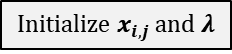 Initialize x_{i,j} and λ